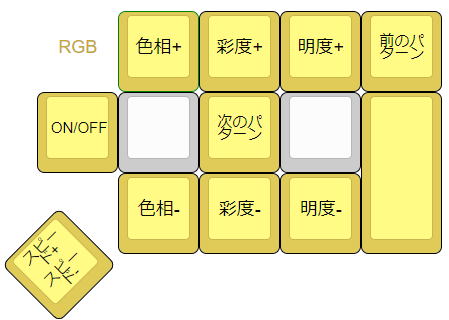 RGB
色相+
彩度+
明度+
前のパ
ターン
ON/OFF
次のパ
ターン
色相-
彩度-
明度-
スピー
ド+
スピー
ド-